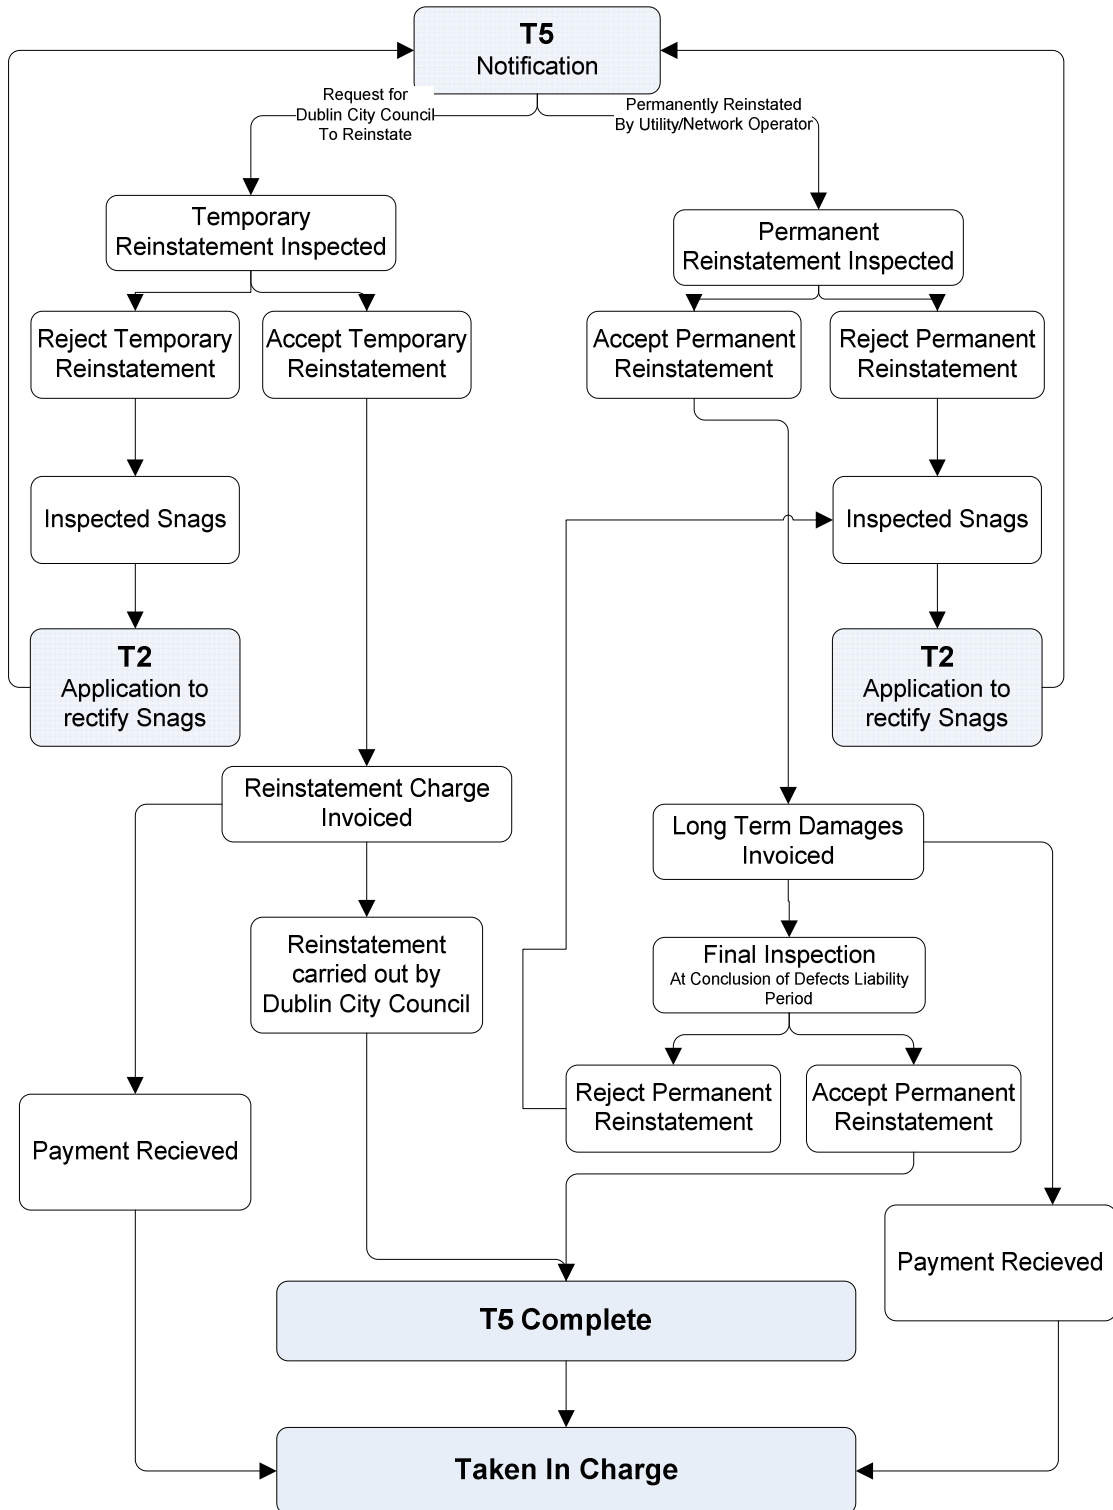 T5
Notification
Request for
Dublin City Council
To Reinstate
Permanently Reinstated
By Utility/Network Operator
Temporary
Reinstatement Inspected
Permanent
Reinstatement Inspected
Reject Temporary
Reinstatement
Accept Temporary
Reinstatement
Accept Permanent
Reinstatement
Reject Permanent
Reinstatement
Inspected Snags
Inspected Snags
T2
Application to
rectify Snags
T2
Application to
rectify Snags
Reinstatement Charge
Invoiced
Long Term Damages
Invoiced
Reinstatement
carried out by
Dublin City Council
Final Inspection
At Conclusion of Defects Liability
Period
Reject Permanent
Reinstatement
Accept Permanent
Reinstatement
Payment Recieved
Payment Recieved
T5 Complete
Taken In Charge